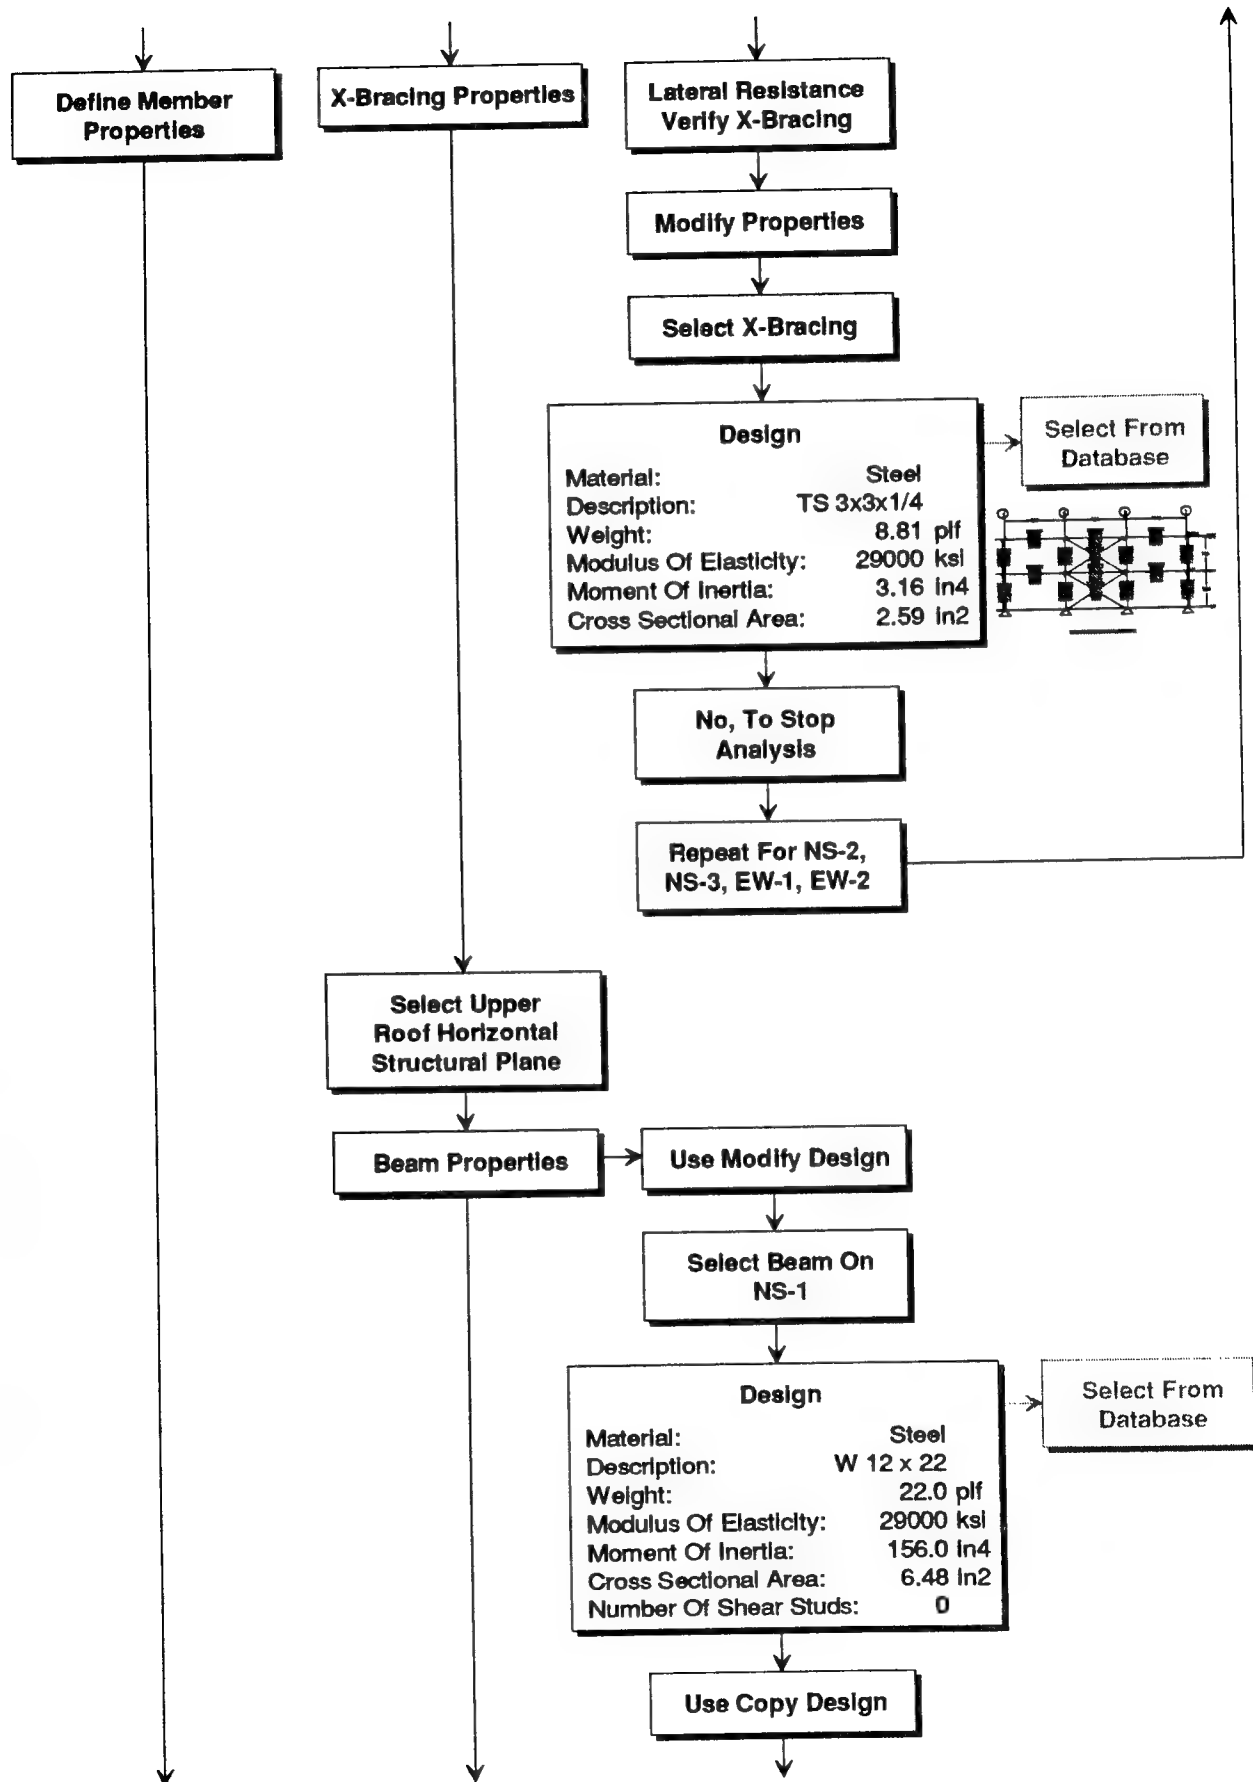 Define Member
Properties
X-Bracing Properties
Lateral Resistance
Verify X-Bracing
Modify Properties
Select X-Bracing
Design
Material: Steel
Description: TS 3x3x1/4
Weight: 8.81 plf
Modulus Of Elasticity: 29000 ksi
Moment Of Inertia: 3.16 in4
Cross Sectional Area: 2.59 in2
Select From
Database
No, To Stop
Analysis
Repeat For NS-2,
NS-3, EW-1, EW-2
Select Upper
Roof Horizontal
Structural Plane
Beam Properties
Use Modify Design
Select Beam On
NS-1
Design
Material: Steel
Description: W 12 x 22
Weight: 22.0 plf
Modulus Of Elasticity: 29000 ksi
Moment Of Inertia: 156.0 in4
Cross Sectional Area: 6.48 in2
Number Of Shear Studs: 0
Select From
Database
Use Copy Design